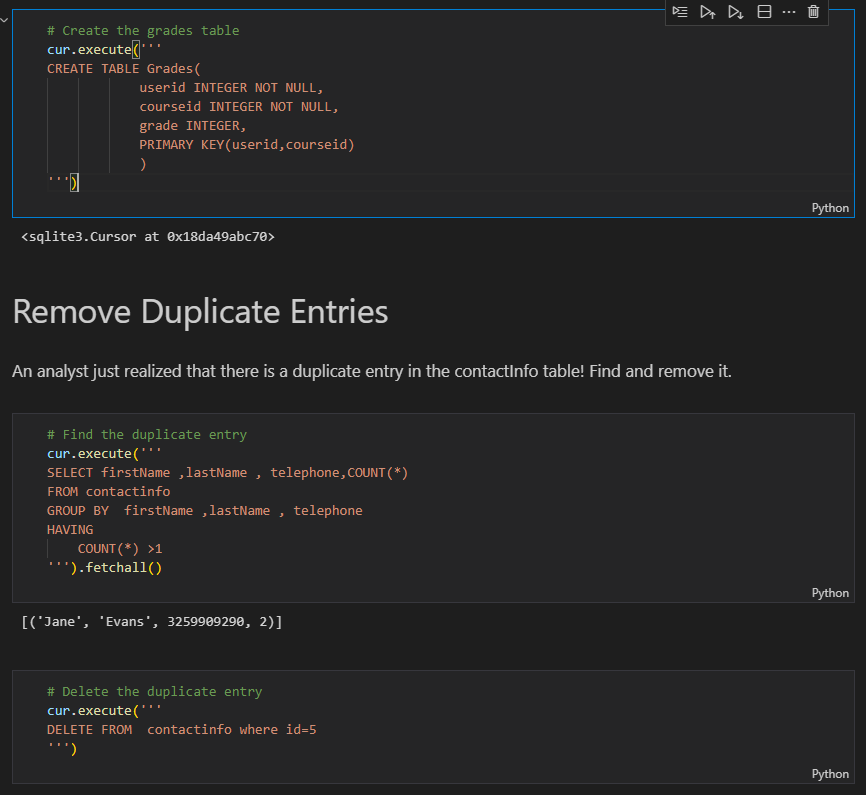 # Create the grades table
cur.execute('''
CREATE TABLE Grades(
userid INTEGER NOT NULL,
courseid INTEGER NOT NULL,
grade INTEGER,
PRIMARY KEY(userid,courseid)
)
''')
Python
<sqlite3.Cursor at 0x18da49abc70>
Remove Duplicate Entries
An analyst just realized that there is a duplicate entry in the contactInfo table! Find and remove it.
# Find the duplicate entry
cur.execute('''
SELECT firstName ,lastName , telephone,COUNT(*)
FROM contactinfo
GROUP BY  firstName ,lastName , telephone
HAVING
COUNT(*) >1
''').fetchall()
Python
[('Jane', 'Evans', 3259909290, 2)]
# Delete the duplicate entry
cur.execute('''
DELETE FROM  contactinfo where id=5
''')
Python